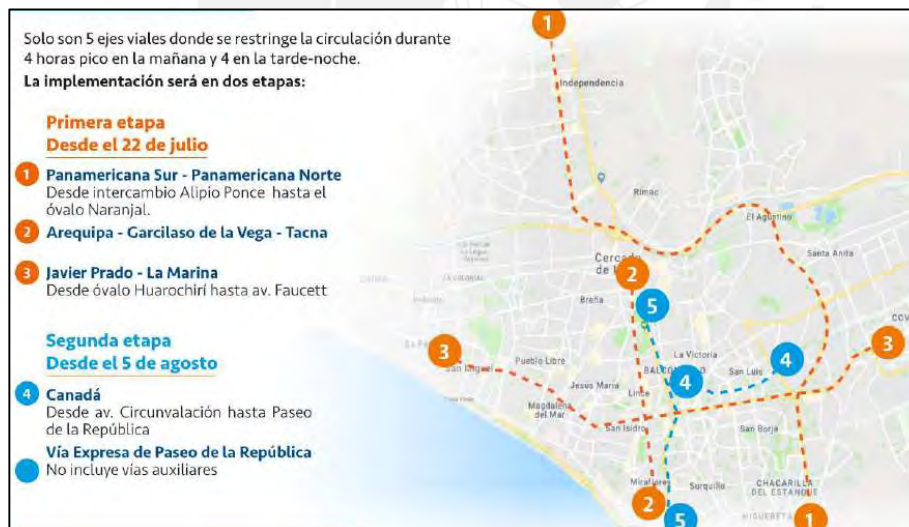 Solo son 5 ejes viales donde se restringe la circulación durante
4 horas pico en la mañana y 4 en la tarde-noche.
La implementación será en dos etapas:
Primera etapa
Desde el 22 de julio
1 Panamericana Sur - Panamericana Norte
Desde intercambio Alipio Ponce hasta el
óvalo Naranjal.
2 Arequipa - Garcilaso de la Vega - Tacna
3 Javier Prado - La Marina
Desde óvalo Huarochirí hasta av. Faucett
Segunda etapa
Desde el 5 de agosto
4 Canadá
Desde av. Circunvalación hasta Paseo
de la República
Vía Expresa de Paseo de la República
No incluye vías auxiliares
1
Independencia
Rimac
El Agustino
Santa Anita
Cercado
2
Breña
5
3
La Victoria
4
3
San Miguel
Pueblo Libre
San Luis
4
Jesús María
Lince
Magdalena
del Mar
San Isidro
San Borja
Miraflores
Surquillo
CHACARILLA
DEL ESTANQUE
2
5
1